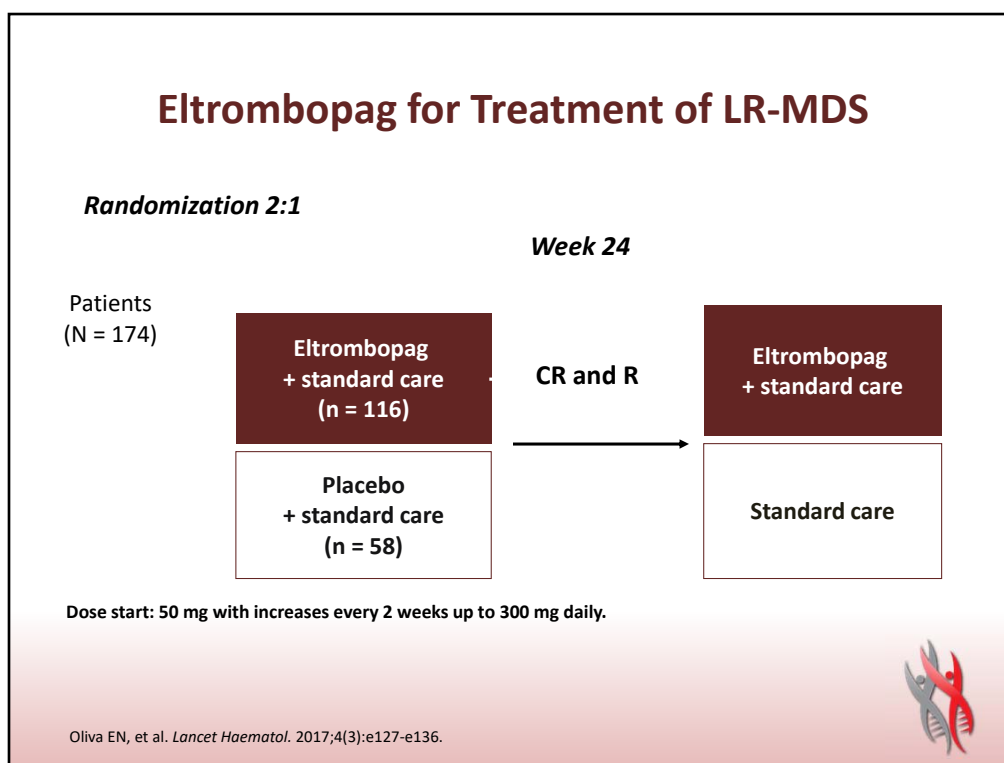 Eltrombopag for Treatment of LR-MDS
Randomization 2:1
Week 24
Patients
(N = 174)
Eltrombopag
+ standard care
(n = 116)
CR and R
Eltrombopag
+ standard care
Placebo
+ standard care
(n = 58)
Standard care
Dose start: 50 mg with increases every 2 weeks up to 300 mg daily.
Oliva EN, et al. Lancet Haematol. 2017;4(3):e127-e136.